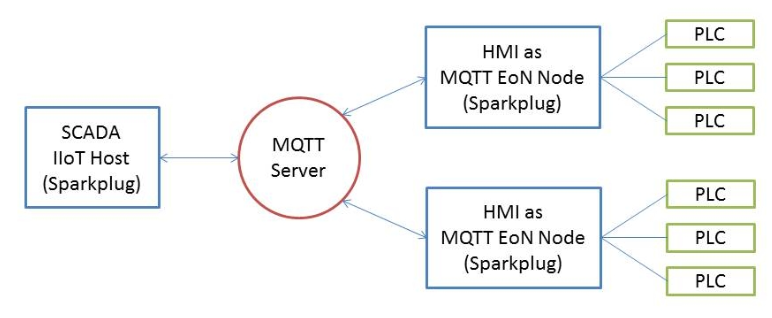 SCADA
IIoT Host
(Sparkplug)
MQTT
Server
HMI as
MQTT EoN Node
(Sparkplug)
PLC
PLC
PLC
HMI as
MQTT EoN Node
(Sparkplug)
PLC
PLC
PLC